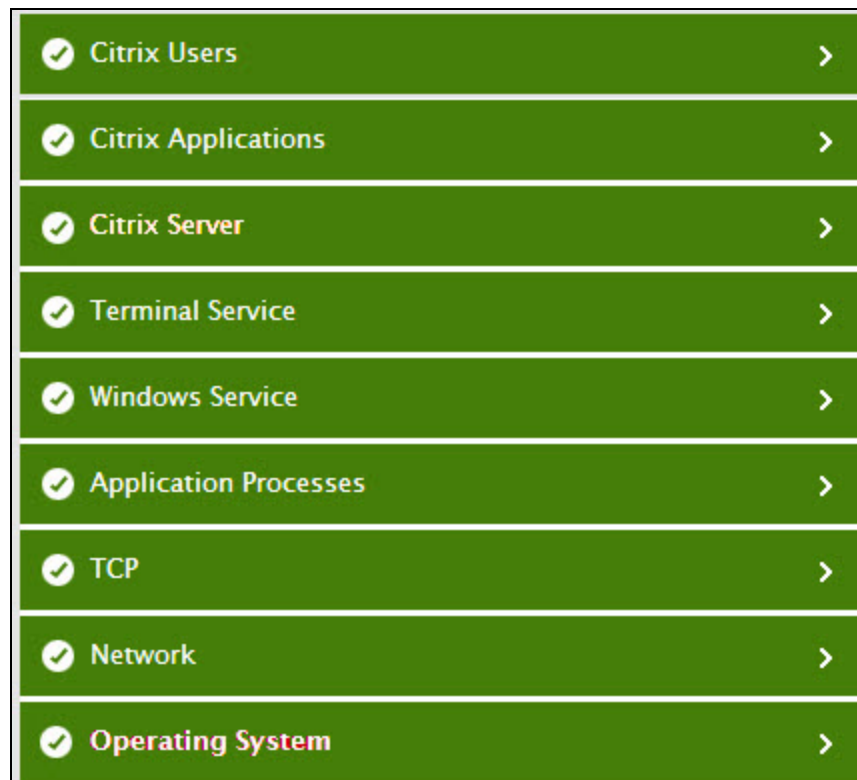 Citrix Users
Citrix Applications
Citrix Server
Terminal Service
Windows Service
Application Processes
TCP
Network
Operating System